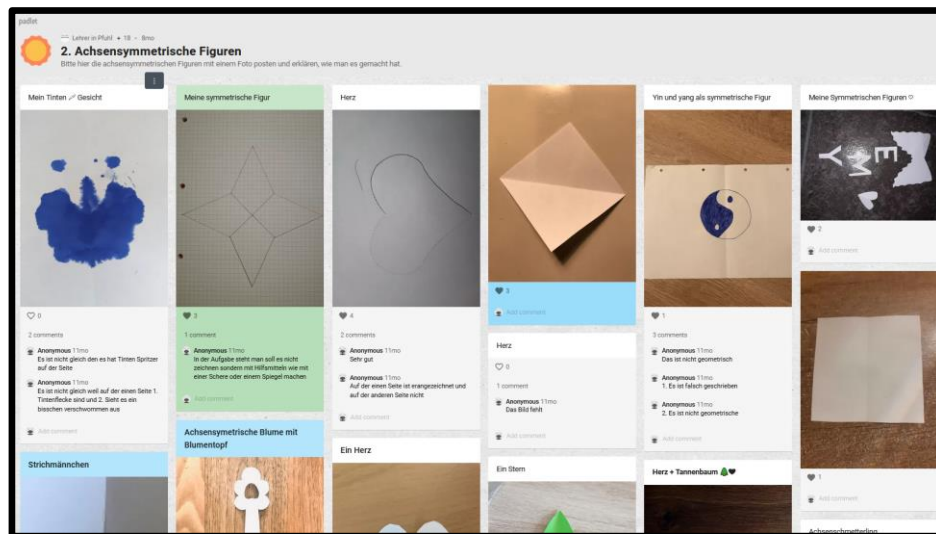 padlet
Lehrer in Pfuhl + 18 • 8mo
2. Achsensymmetrische Figuren
Bitte hier die achsensymmetrischen Figuren mit einem Foto posten und erklären, wie man es gemacht hat.
Mein Tinten 🖌 Gesicht
0
2 comments
Anonymous 11mo
Es ist nicht gleich den es hat Tinten Spritzer
auf der Seite
Anonymous 11mo
Es ist nicht gleich weil auf der einen Seite 1.
Tintenflecke sind und 2. Sieht es ein
bisschen verschwommen aus
Add comment
Strichmännchen
Meine symmetrische Figur
3
1 comment
Anonymous 11mo
In der Aufgabe steht man soll es nicht
zeichnen sondern mit Hilfsmitteln wie mit
einer Schere oder einem Spiegel machen
Add comment
Achsensymetrische Blume mit
Blumentopf
Herz
4
2 comments
Anonymous 11mo
Sehr gut
Anonymous 11mo
Auf der einen Seite ist erangezeichnet und
auf der anderen Seite nicht
Add comment
Ein Herz
3
Add comment
Herz
0
1 comment
Anonymous 11mo
Das Bild fehlt
Add comment
Ein Stern
Yin und yang als symmetrische Figur
1
3 comments
Anonymous 11mo
Das ist nicht geometrisch
Anonymous 11mo
1. Es ist falsch geschrieben
Anonymous 11mo
2. Es ist nicht geometrische
Add comment
Herz + Tannenbaum 🌲🖤
Meine Symmetrischen Figuren ♡
EMY
2
Add comment
1
Add comment
Achsenschmetterling